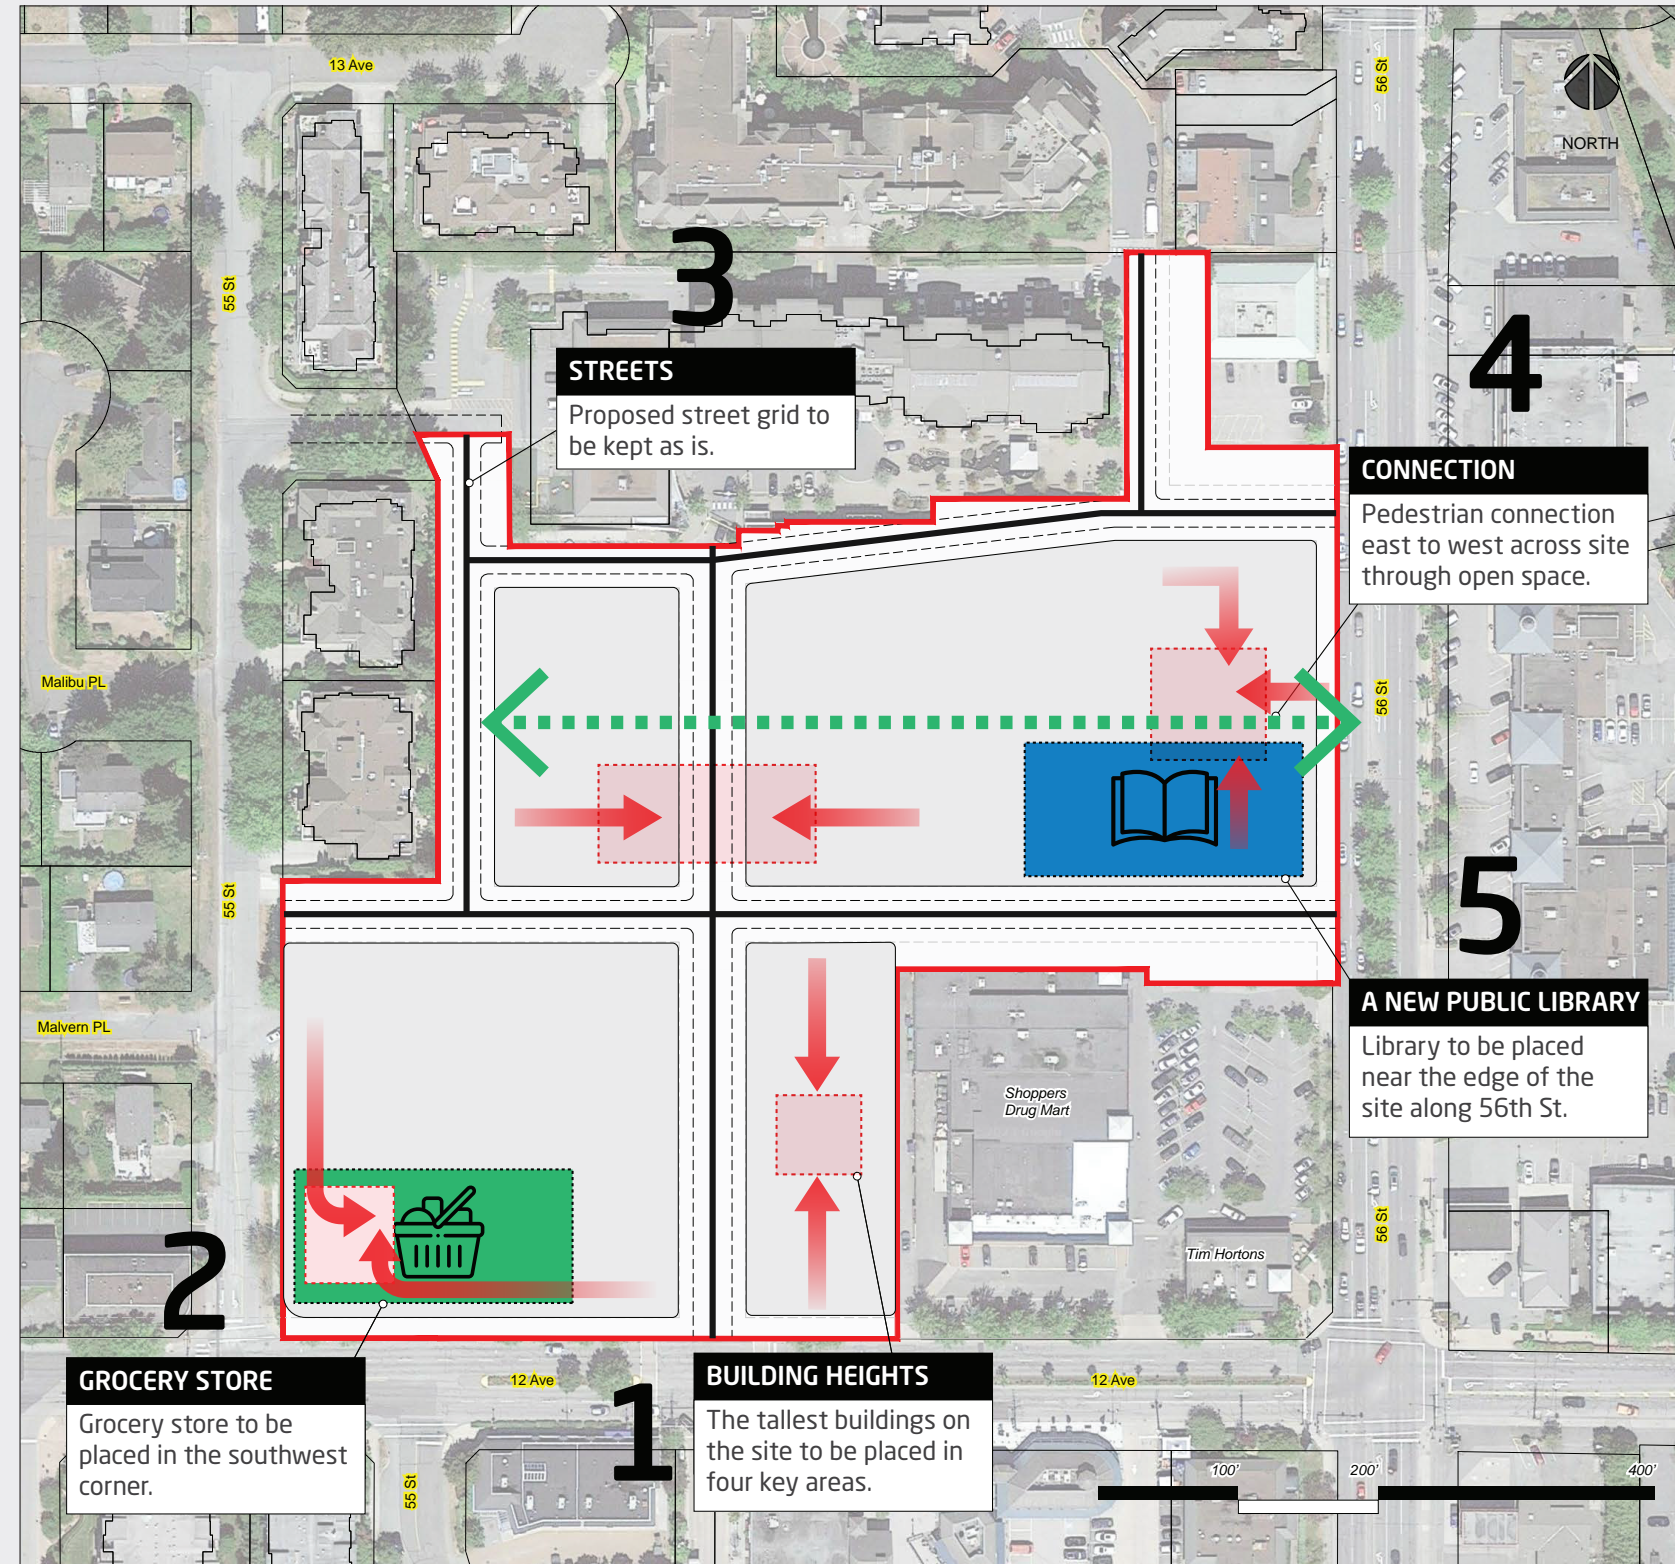 13 Ave
56 St
NORTH
3
55 St
4
STREETS
Proposed street grid to
be kept as is.
CONNECTION
Pedestrian connection
east to west across site
through open space.
Malibu PL
56 St
5
55 St
A NEW PUBLIC LIBRARY
Library to be placed
near the edge of the
site along 56th St.
Malvern PL
Shoppers
Drug Mart
56 St
Tim Hortons
2
GROCERY STORE
Grocery store to be
placed in the southwest
corner.
12 Ave
1
BUILDING HEIGHTS
The tallest buildings on
the site to be placed in
four key areas.
12 Ave
55 St
100'
200'
400'